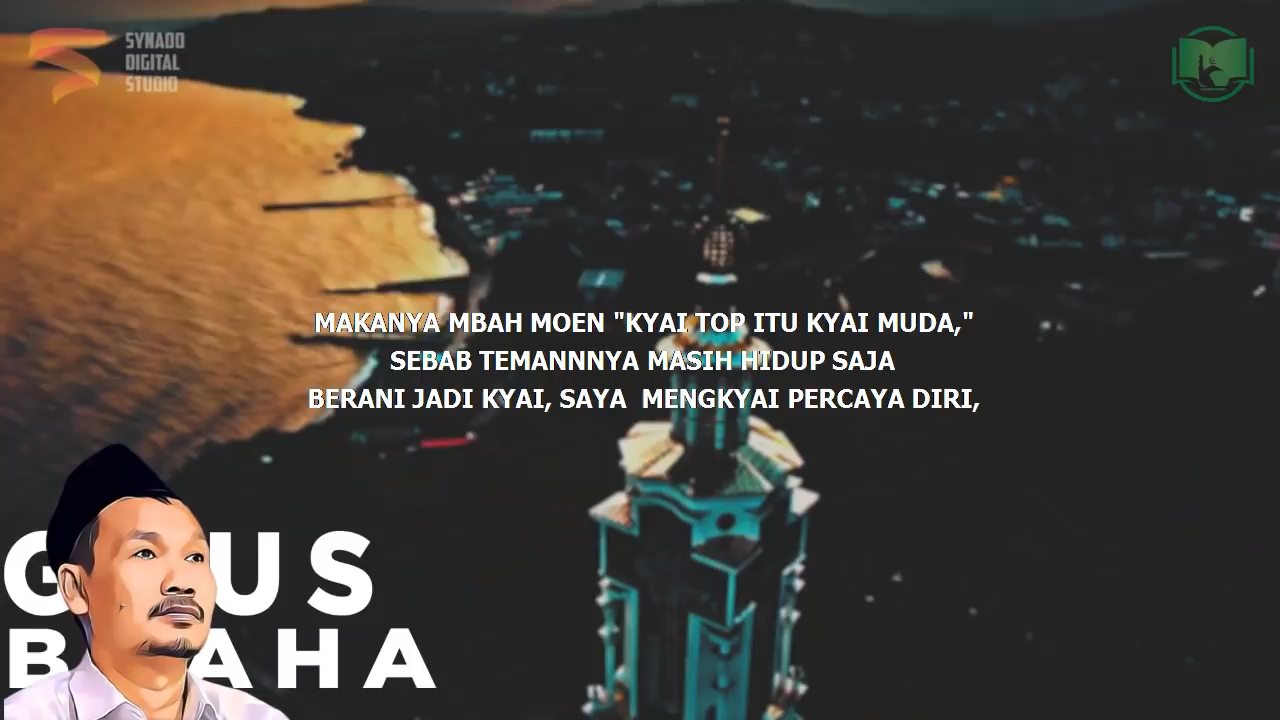 SYNADO
DIGITAL
STUDIO
MAKANYA MBAH MOEN "KYAI TOP ITU KYAI MUDA,"
SEBAB TEMANNNYA MASIH HIDUP SAJA
BERANI JADI KYAI, SAYA  MENGKYAI PERCAYA DIRI,
GUS
BAHA